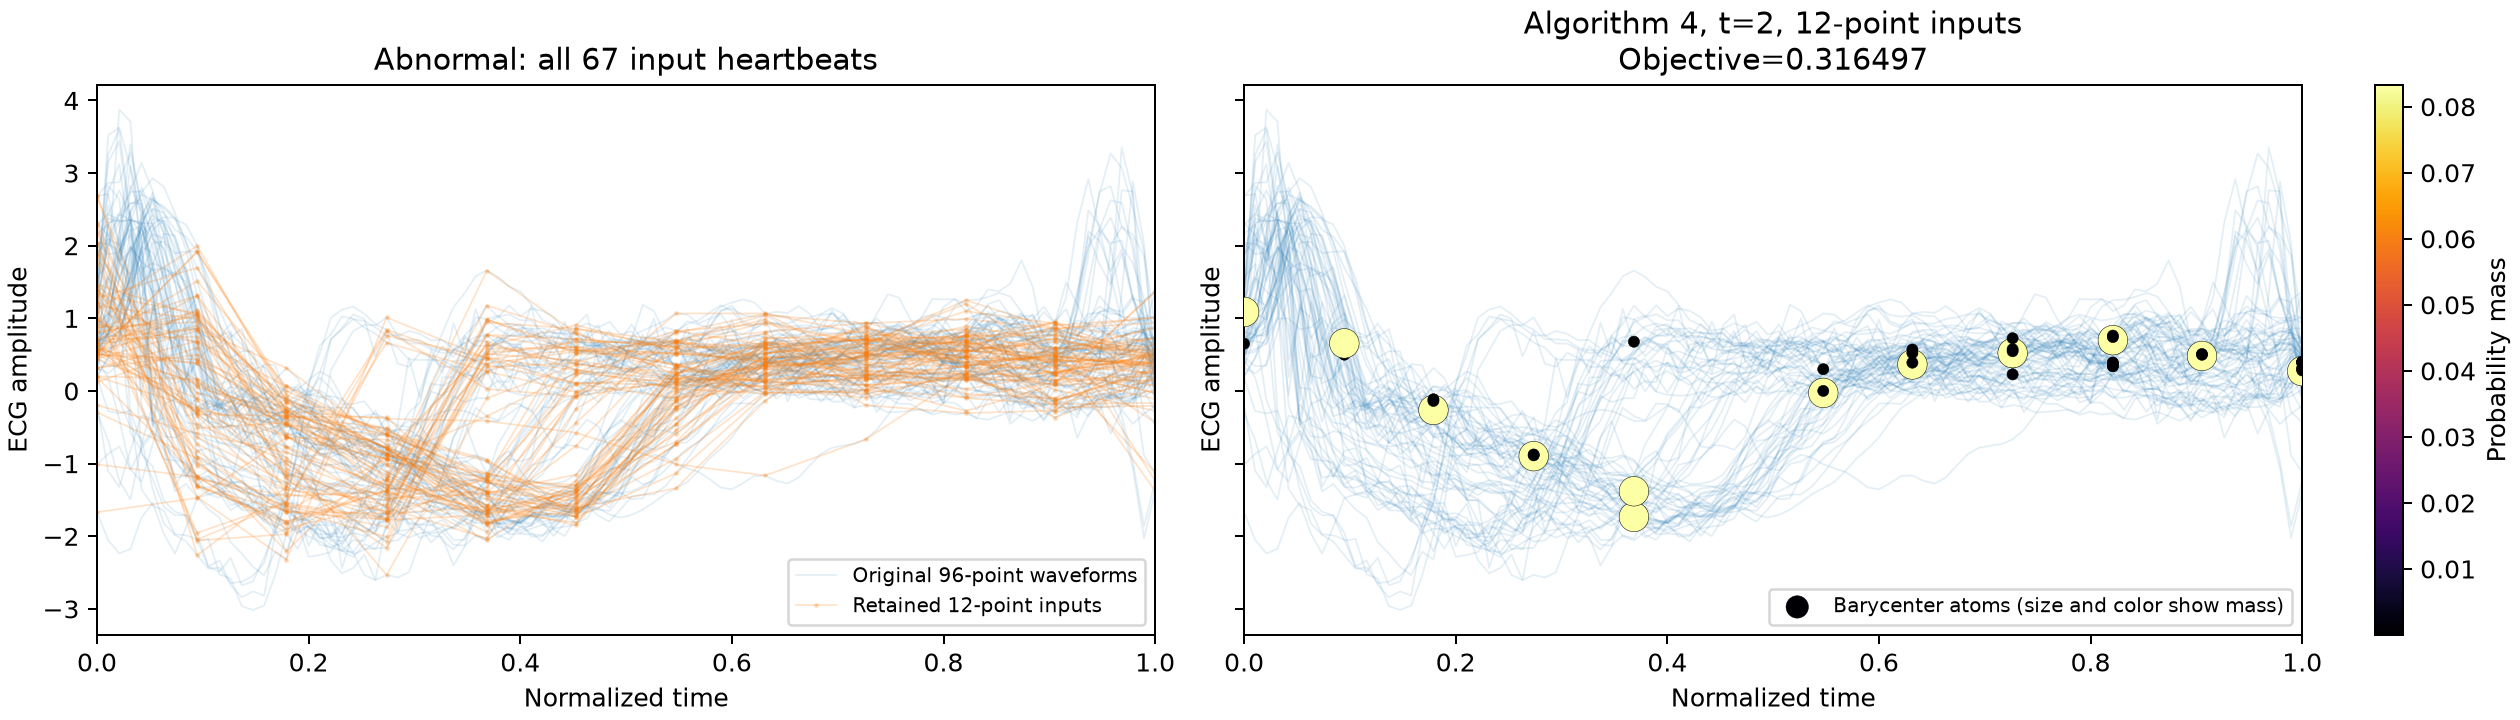 Abnormal: all 67 input heartbeats
ECG amplitude
4
3
2
1
0
−1
−2
−3
Original 96-point waveforms
Retained 12-point inputs
0.0 0.2 0.4 0.6 0.8 1.0
Normalized time
Algorithm 4, t=2, 12-point inputs
Objective=0.316497
ECG amplitude
Barycenter atoms (size and color show mass)
0.0 0.2 0.4 0.6 0.8 1.0
Normalized time
0.08
0.07
0.06
0.05
0.04
0.03
0.02
0.01
Probability mass